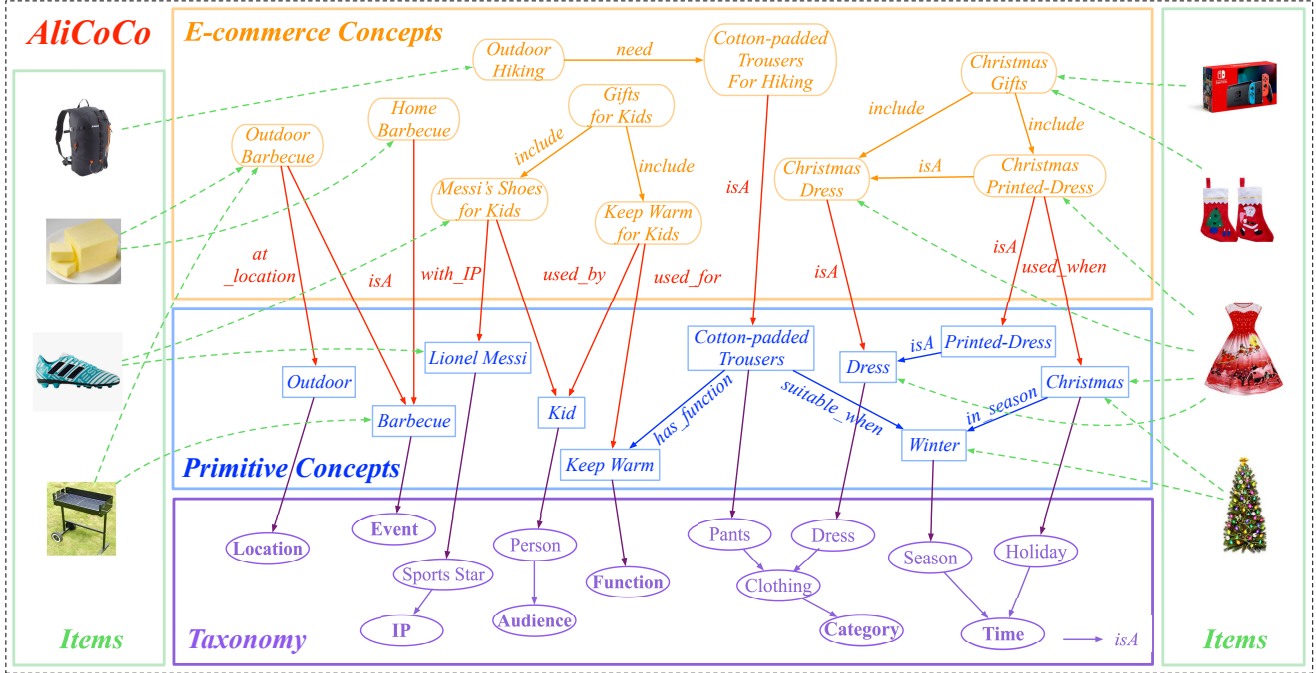 AliCoCo
E-commerce Concepts
Outdoor
Hiking
need
Cotton-padded
Trousers
For Hiking
Christmas
Gifts
Home
Barbecue
Gifts
for Kids
Outdoor
Barbecue
include
include
include
include
isA
Christmas
Dress
Christmas
Printed-Dress
Messi's Shoes
for Kids
Keep Warm
for Kids
isA
at
_location
isA
with_IP
used_by
used_for
isA
isA
used_when
Cotton-padded
Trousers
Printed-Dress
isA
Lionel Messi
Dress
Outdoor
Christmas
Barbecue
Kid
has_function
suitable_when
in_season
Winter
Keep Warm
Primitive Concepts
Event
Location
Person
Pants
Dress
Season
Holiday
Sports Star
Function
Clothing
IP
Audience
Category
Time
isA
Taxonomy
Items
Items